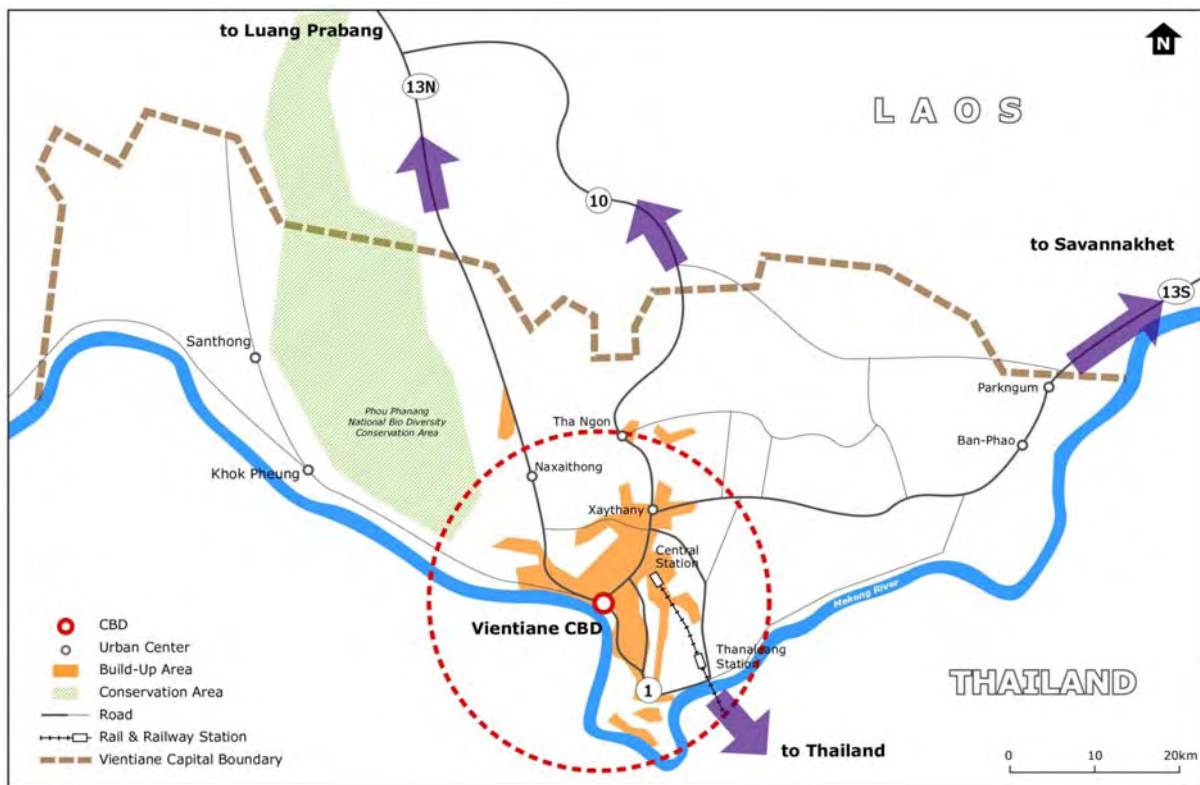 to Luang Prabang
N
13N
LAOS
10
to Savannakhet
13S
Santhong
Parkngum
Phou Phanang
National Bio Diversity
Conservation Area
Tha Ngon
Ban-Phao
Khok Pheung
Naxaithong
Xaythany
Central
Station
Mekong River
CBD
Urban Center
Build-Up Area
Conservation Area
Road
Rail & Railway Station
Vientiane Capital Boundary
Vientiane CBD
Thanaleang
Station
1
THAILAND
to Thailand
0 10 20km